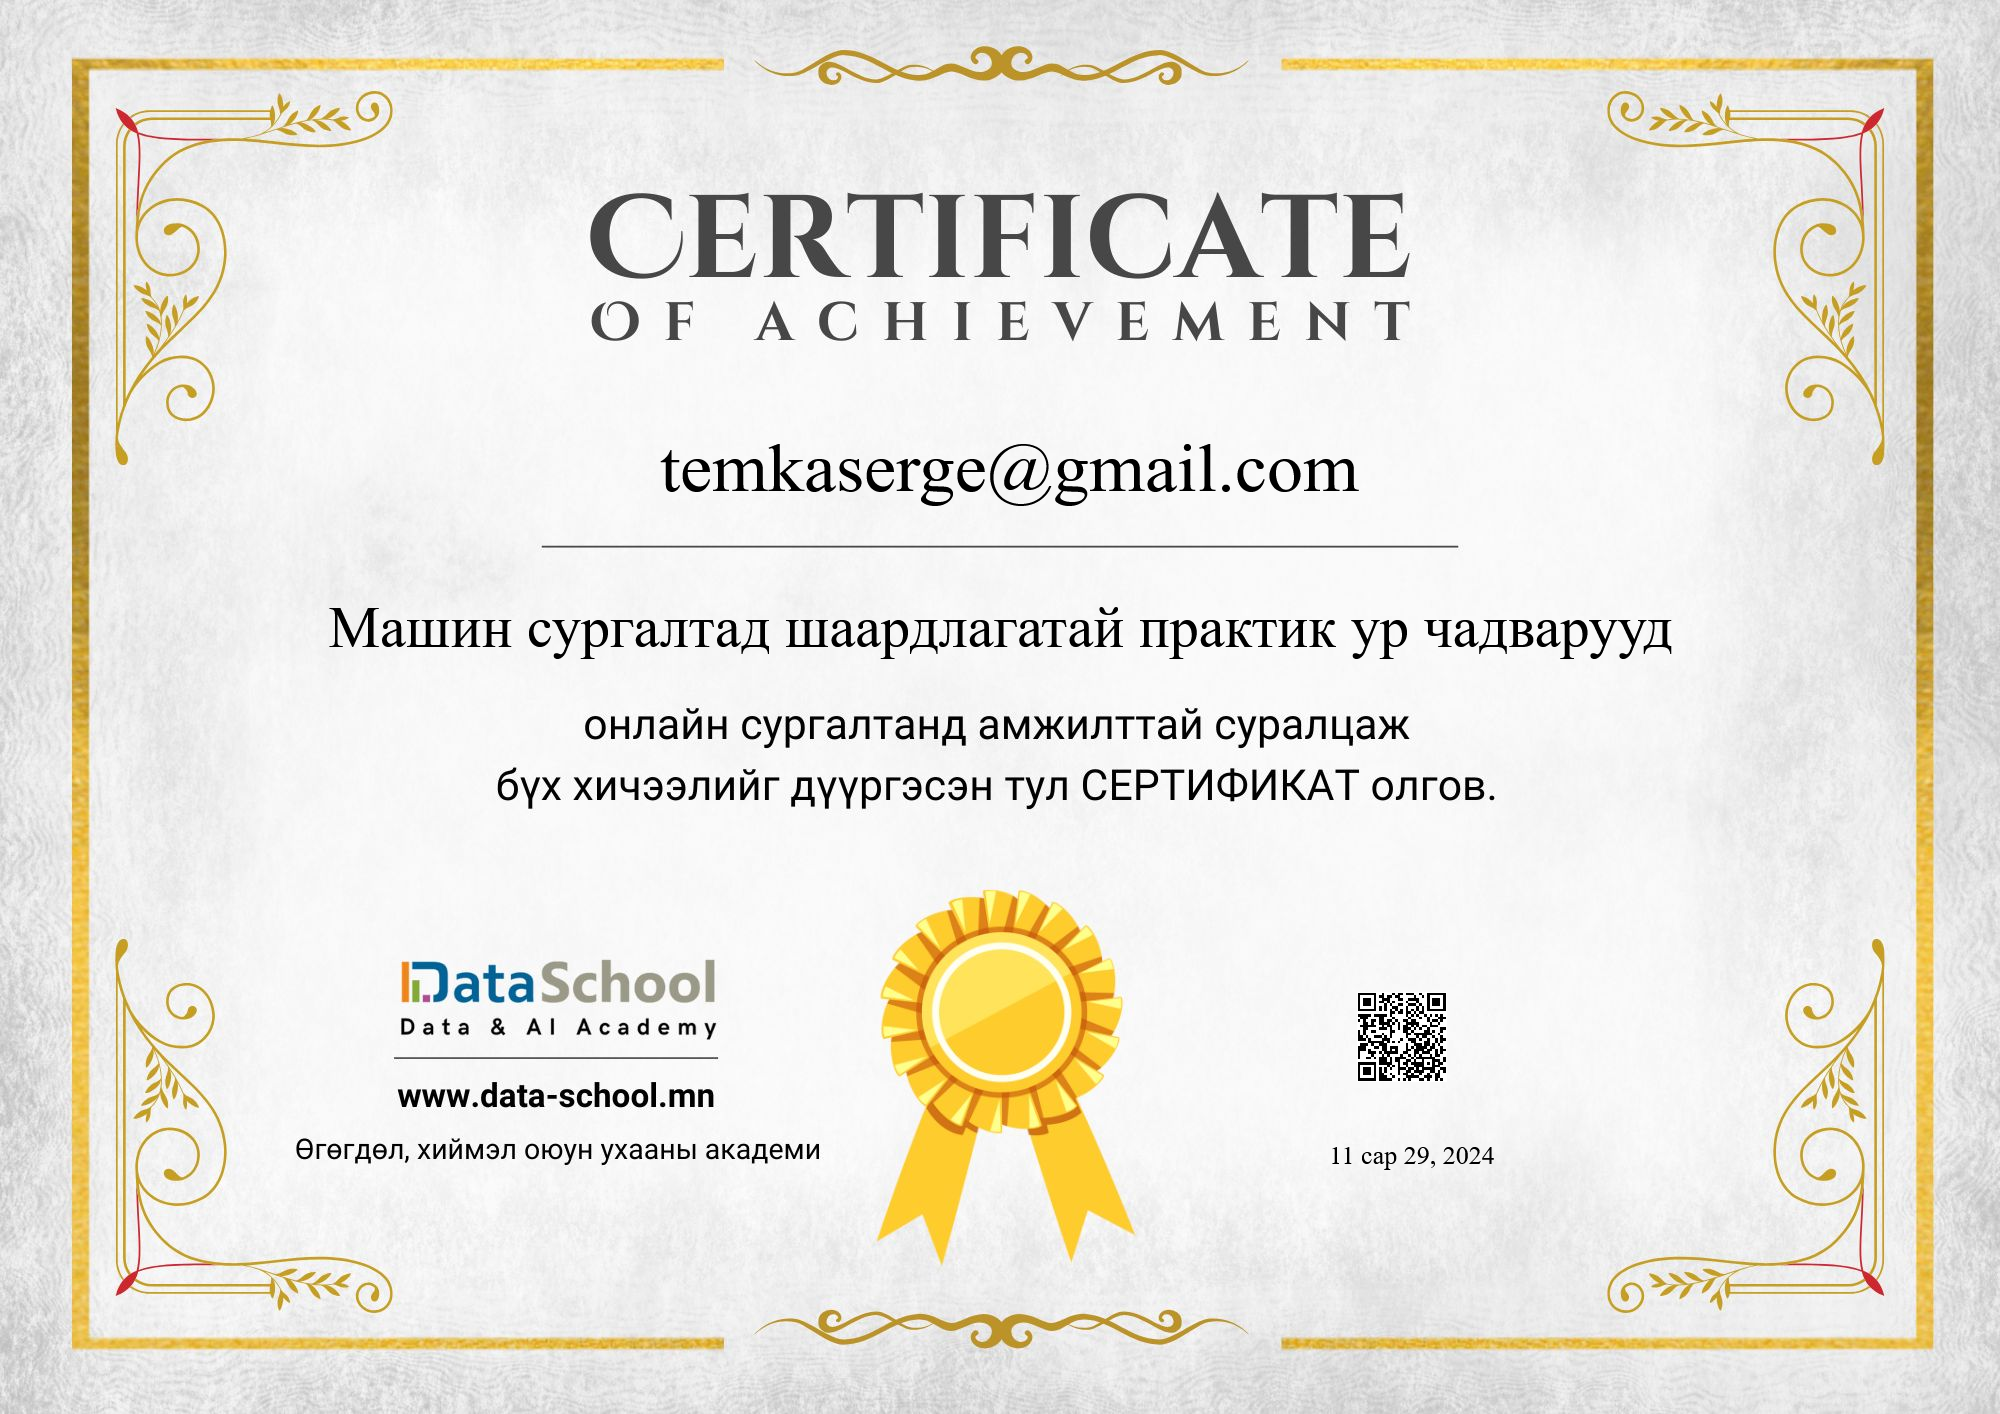 CERTIFICATE
OF ACHIEVEMENT
temkaserge@gmail.com
Машин сургалтад шаардлагатай практик ур чадварууд
онлайн сургалтанд амжилттай суралцаж
бүх хичээлийг дүүргэсэн тул СЕРТИФИКАТ олгов.
DataSchool
Data & AI Academy
www.data-school.mn
Өгөгдөл, хиймэл оюун ухааны академи
11 сар 29, 2024